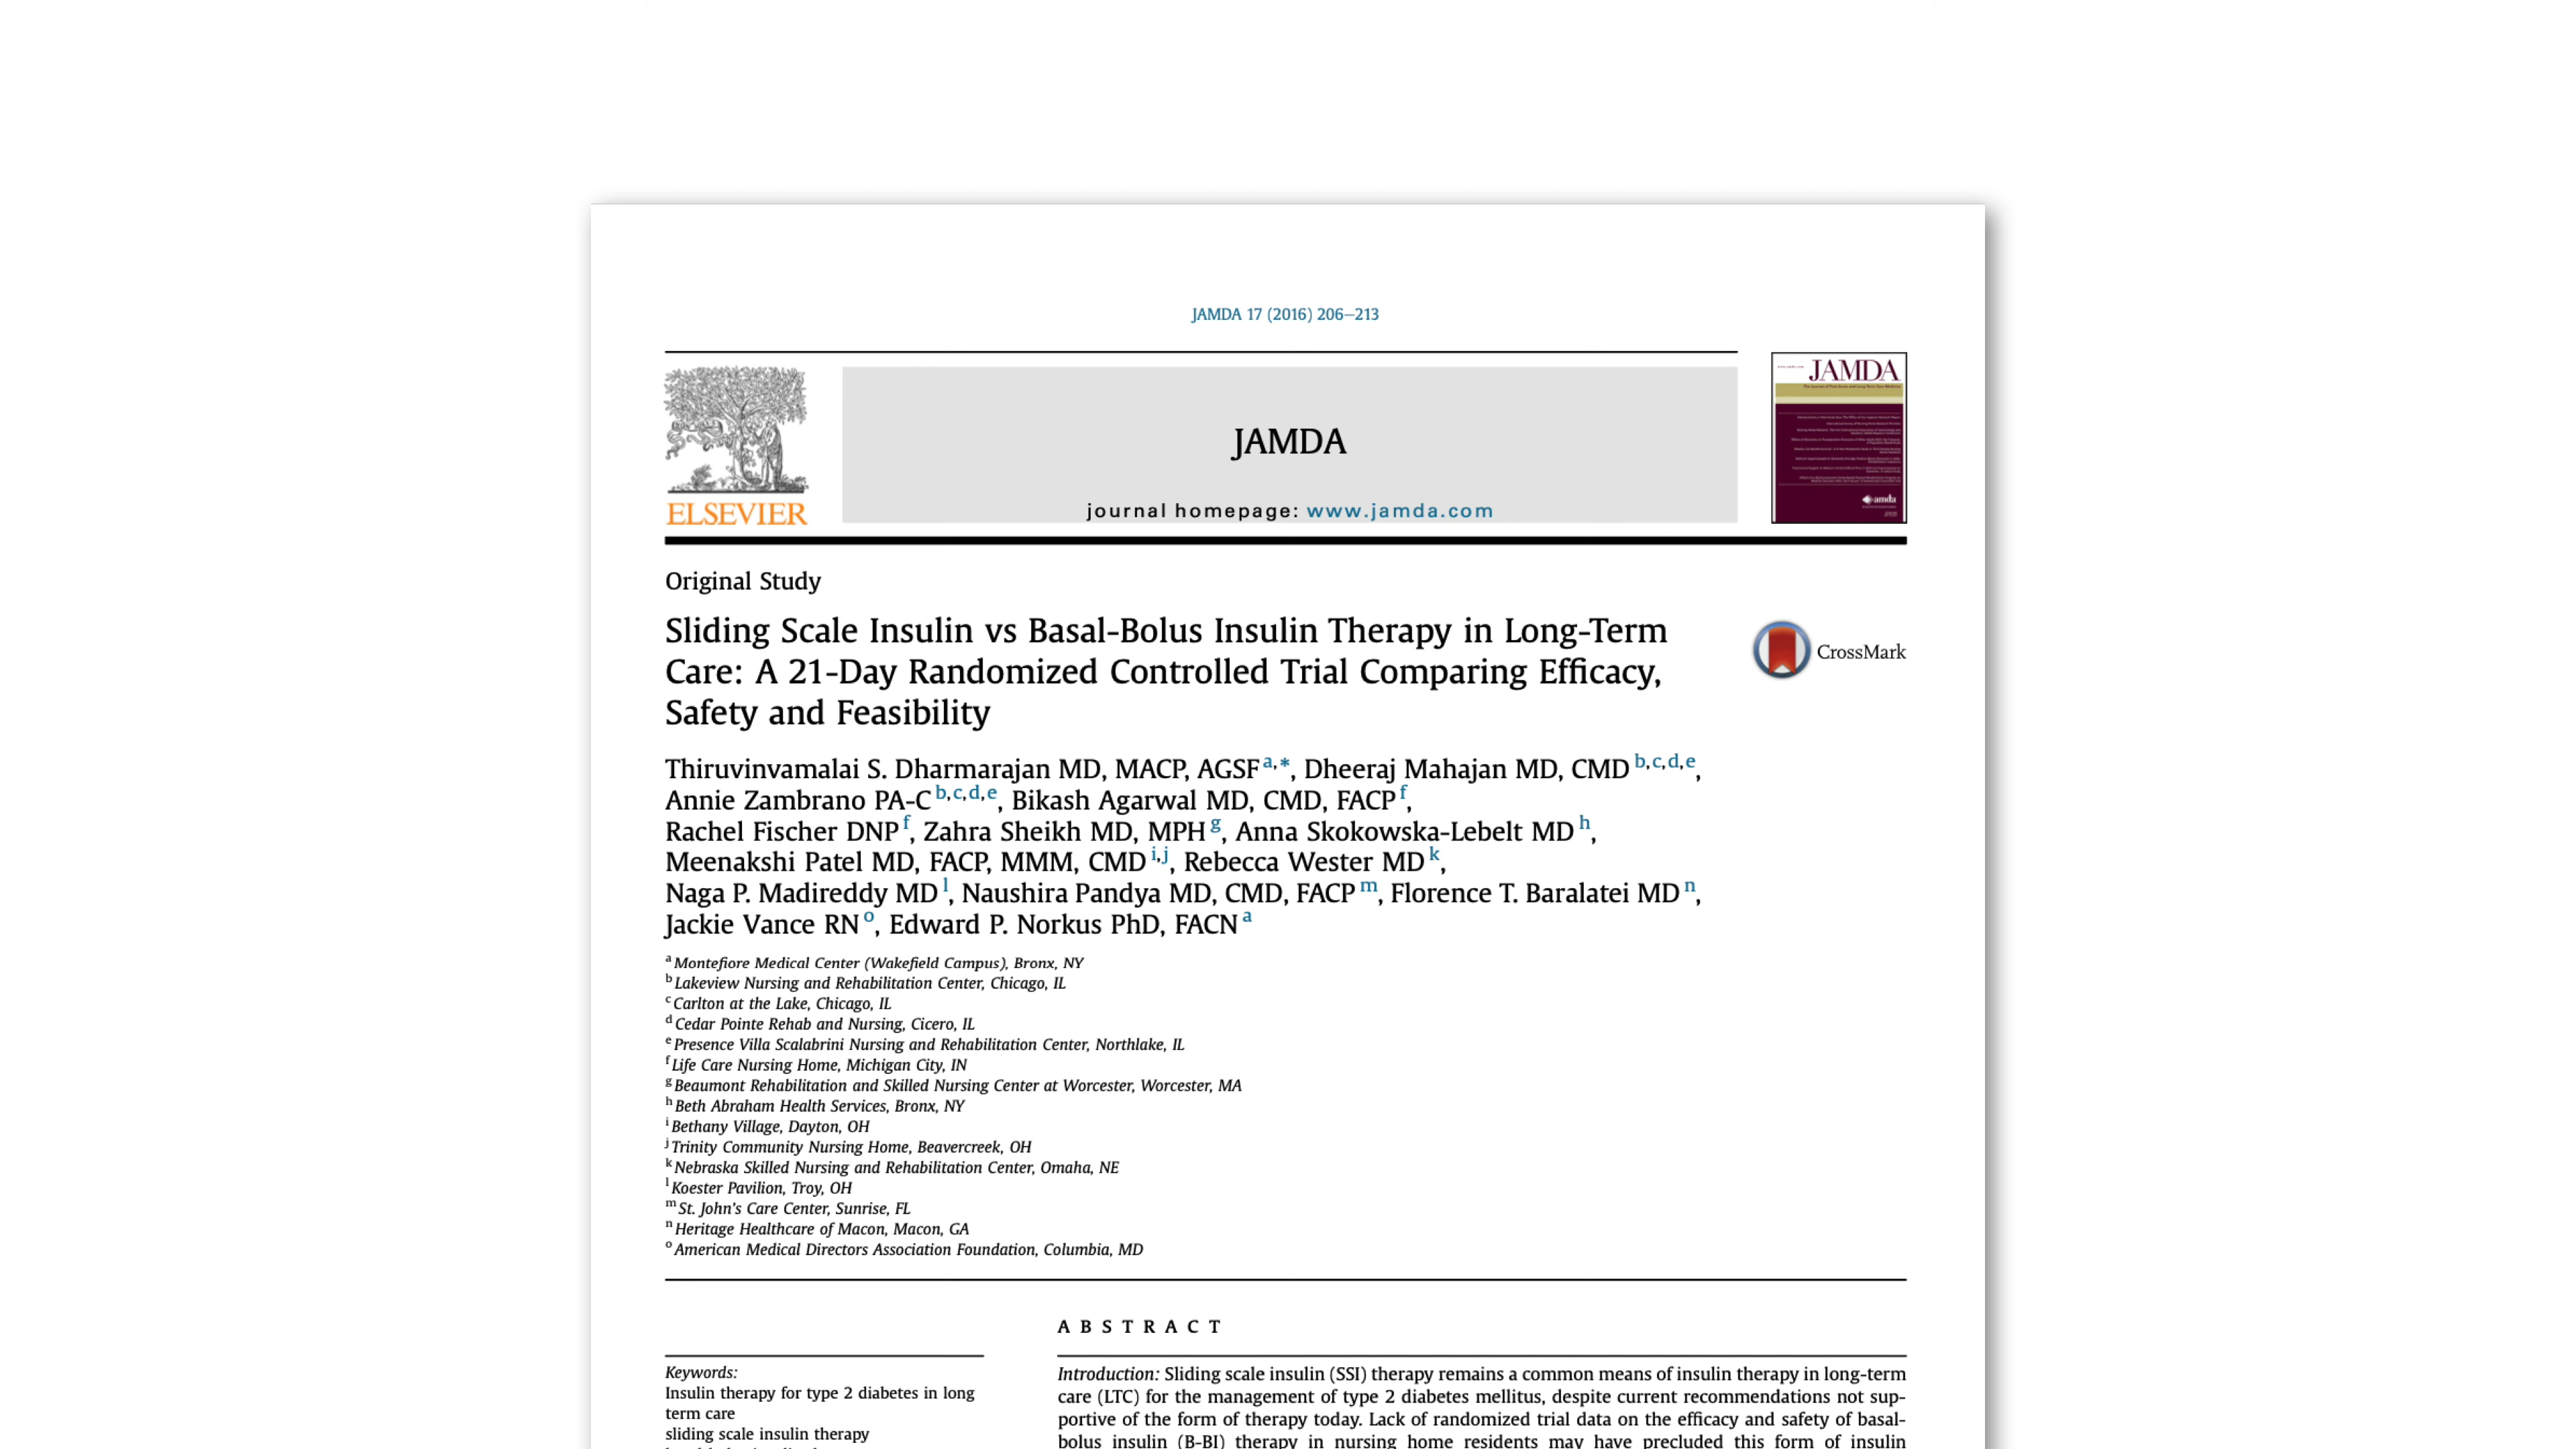 JAMDA 17 (2016) 206–213
ELSEVIER
JAMDA
journal homepage: www.jamda.com
JAMDA
amda
Original Study
Sliding Scale Insulin vs Basal-Bolus Insulin Therapy in Long-Term
Care: A 21-Day Randomized Controlled Trial Comparing Efficacy,
Safety and Feasibility
CrossMark
Thiruvinvamalai S. Dharmarajan MD, MACP, AGSF a,*, Dheeraj Mahajan MD, CMD b,c,d,e,
Annie Zambrano PA-C b,c,d,e, Bikash Agarwal MD, CMD, FACP f,
Rachel Fischer DNP f, Zahra Sheikh MD, MPH g, Anna Skokowska-Lebelt MD h,
Meenakshi Patel MD, FACP, MMM, CMD i,j, Rebecca Wester MD k,
Naga P. Madireddy MD l, Naushira Pandya MD, CMD, FACP m, Florence T. Baralatei MD n,
Jackie Vance RN o, Edward P. Norkus PhD, FACN a
a Montefiore Medical Center (Wakefield Campus), Bronx, NY
b Lakeview Nursing and Rehabilitation Center, Chicago, IL
c Carlton at the Lake, Chicago, IL
d Cedar Pointe Rehab and Nursing, Cicero, IL
e Presence Villa Scalabrini Nursing and Rehabilitation Center, Northlake, IL
f Life Care Nursing Home, Michigan City, IN
g Beaumont Rehabilitation and Skilled Nursing Center at Worcester, Worcester, MA
h Beth Abraham Health Services, Bronx, NY
i Bethany Village, Dayton, OH
j Trinity Community Nursing Home, Beavercreek, OH
k Nebraska Skilled Nursing and Rehabilitation Center, Omaha, NE
l Koester Pavilion, Troy, OH
m St. John's Care Center, Sunrise, FL
n Heritage Healthcare of Macon, Macon, GA
o American Medical Directors Association Foundation, Columbia, MD
Keywords:
Insulin therapy for type 2 diabetes in long
term care
sliding scale insulin therapy
ABSTRACT
Introduction: Sliding scale insulin (SSI) therapy remains a common means of insulin therapy in long-term
care (LTC) for the management of type 2 diabetes mellitus, despite current recommendations not sup-
portive of the form of therapy today. Lack of randomized trial data on the efficacy and safety of basal-
bolus insulin (B-BI) therapy in nursing home residents may have precluded this form of insulin